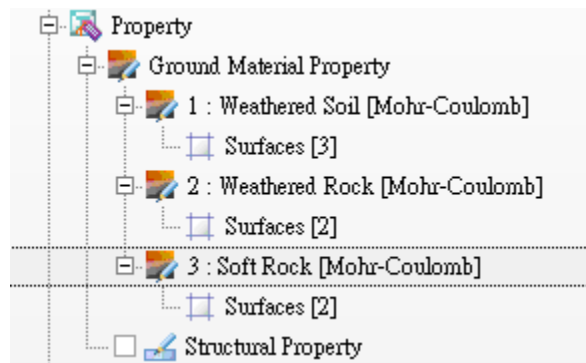 Property
Ground Material Property
1 : Weathered Soil [Mohr-Coulomb]
Surfaces [3]
2 : Weathered Rock [Mohr-Coulomb]
Surfaces [2]
3 : Soft Rock [Mohr-Coulomb]
Surfaces [2]
Structural Property